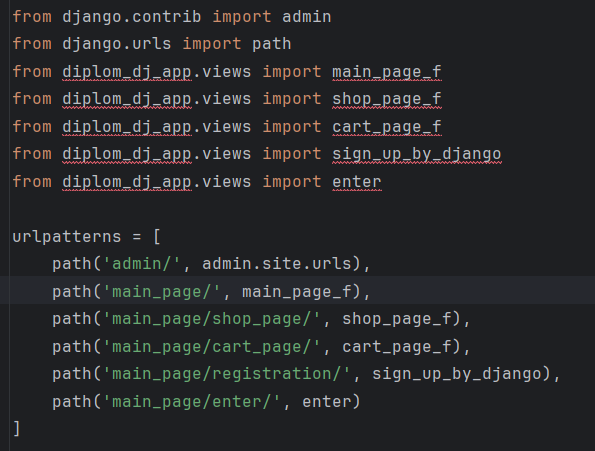 from django.contrib import admin
from django.urls import path
from diplom_dj_app.views import main_page_f
from diplom_dj_app.views import shop_page_f
from diplom_dj_app.views import cart_page_f
from diplom_dj_app.views import sign_up_by_django
from diplom_dj_app.views import enter

urlpatterns = [
    path('admin/', admin.site.urls),
    path('main_page/', main_page_f),
    path('main_page/shop_page/', shop_page_f),
    path('main_page/cart_page/', cart_page_f),
    path('main_page/registration/', sign_up_by_django),
    path('main_page/enter/', enter)
]